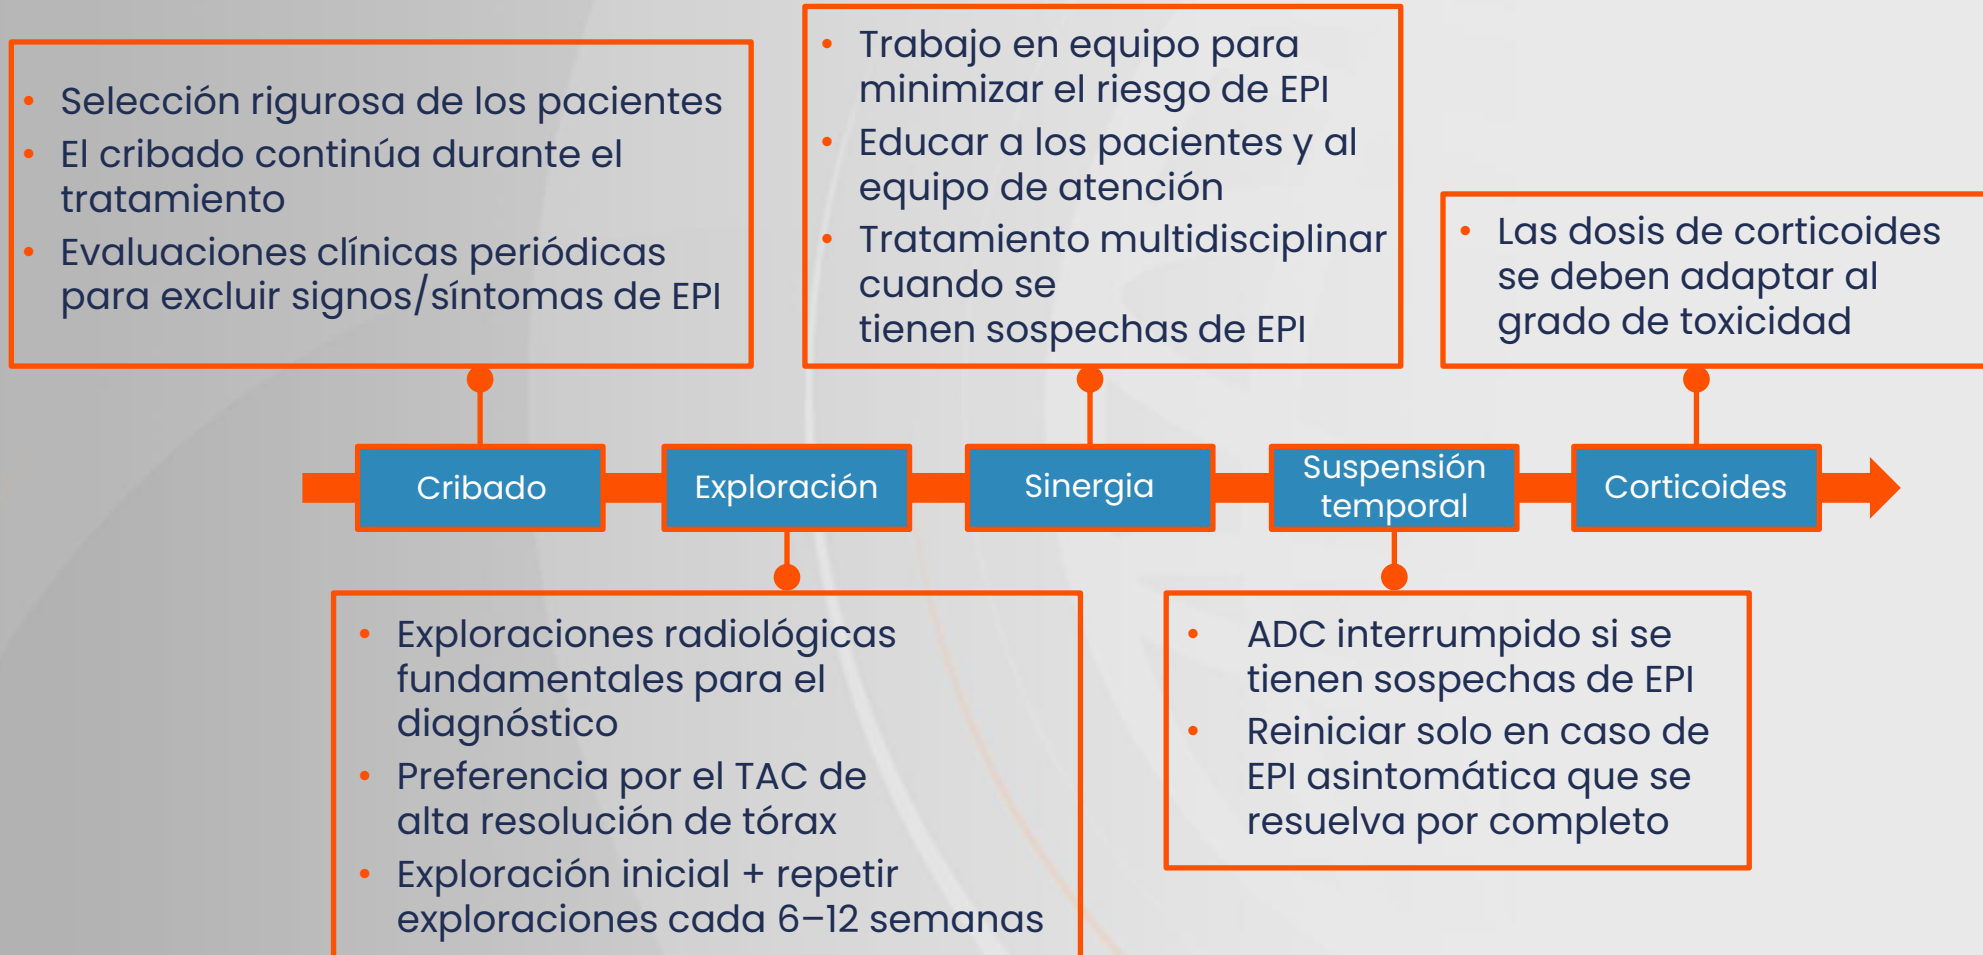 • Selección rigurosa de los pacientes
• El cribado continúa durante el
tratamiento
• Evaluaciones clínicas periódicas
para excluir signos/síntomas de EPI
• Trabajo en equipo para
minimizar el riesgo de EPI
• Educar a los pacientes y al
equipo de atención
• Tratamiento multidisciplinar
cuando se
tienen sospechas de EPI
• Las dosis de corticoides
se deben adaptar al
grado de toxicidad
Cribado
Exploración
Sinergia
Suspensión
temporal
Corticoides
• Exploraciones radiológicas
fundamentales para el
diagnóstico
• Preferencia por el TAC de
alta resolución de tórax
• Exploración inicial + repetir
exploraciones cada 6–12 semanas
• ADC interrumpido si se
tienen sospechas de EPI
• Reiniciar solo en caso de
EPI asintomática que se
resuelva por completo